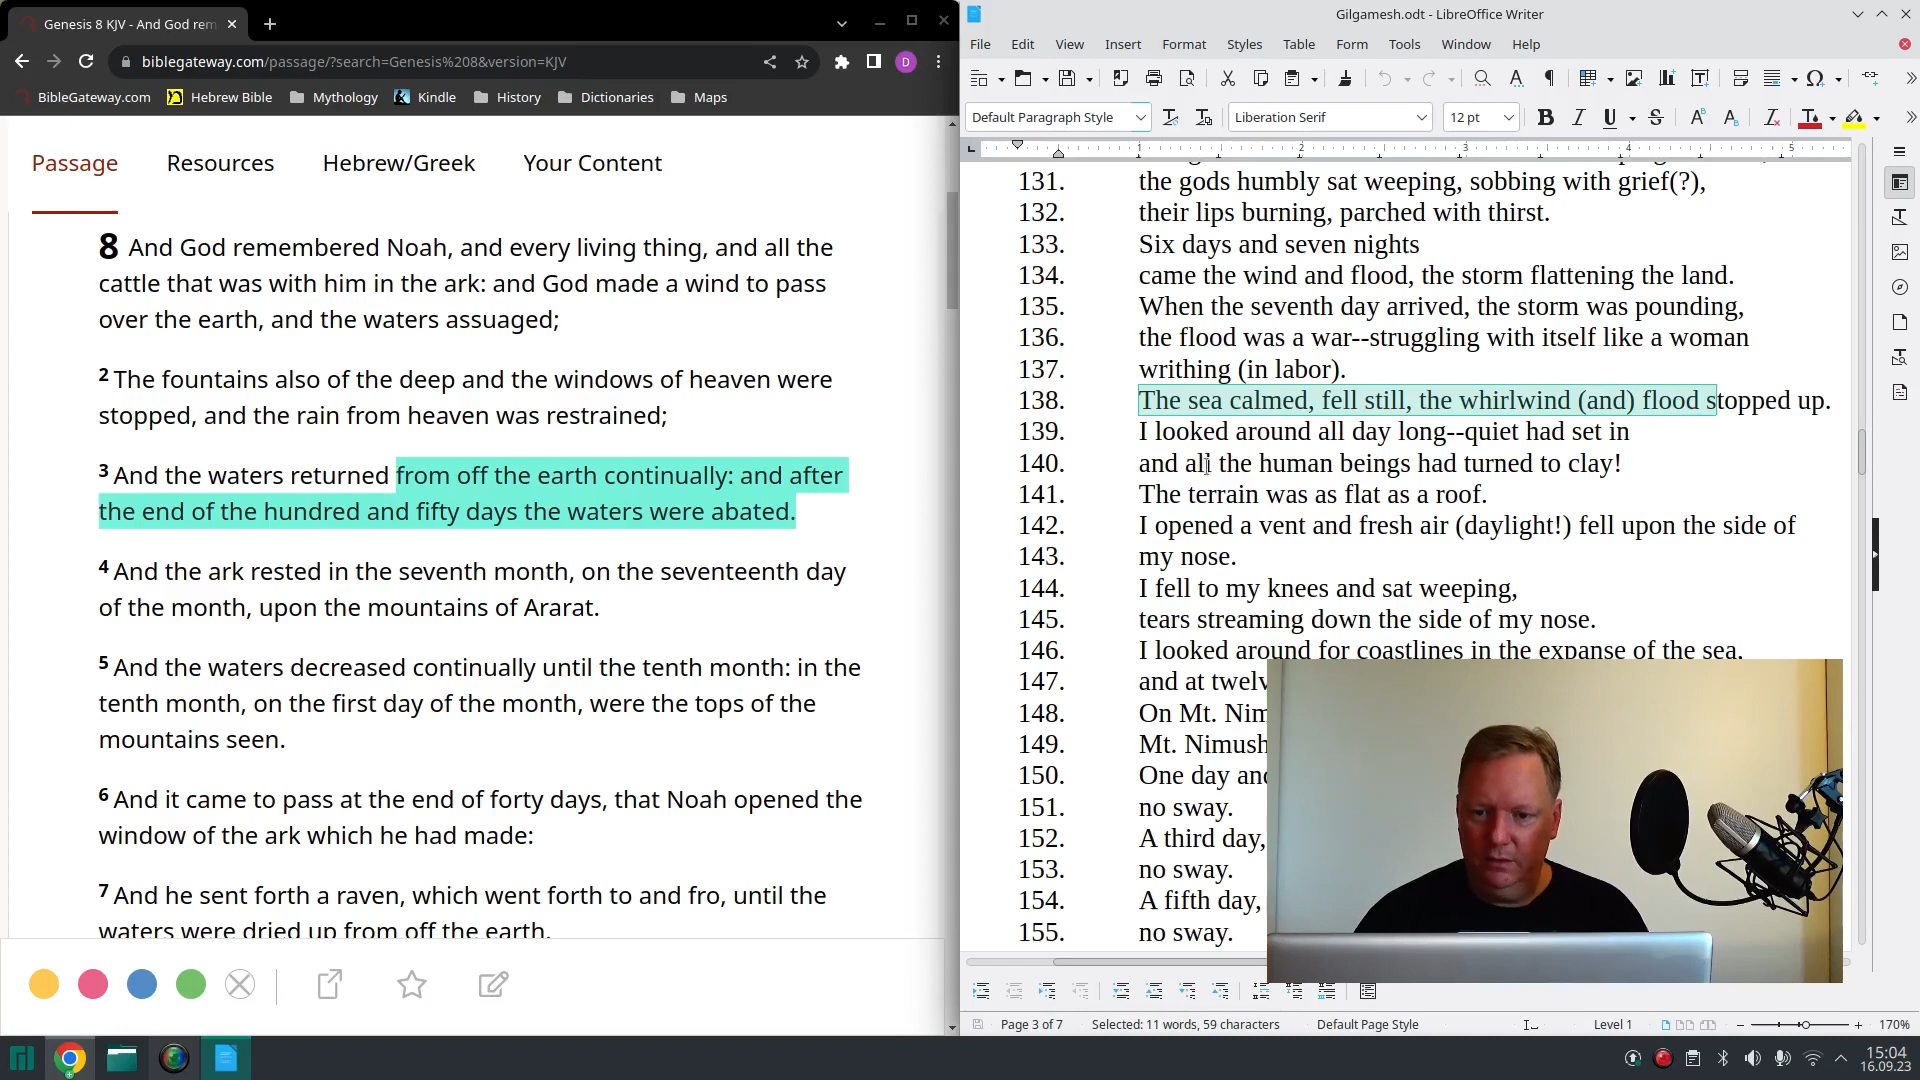 Genesis 8 KJV - And God rem
biblegateway.com/passage/?search=Genesis%208&version=KJV
D
BibleGateway.com Hebrew Bible Mythology Kindle History Dictionaries Maps
Passage Resources Hebrew/Greek Your Content
8 And God remembered Noah, and every living thing, and all the
cattle that was with him in the ark: and God made a wind to pass
over the earth, and the waters assuaged;
2 The fountains also of the deep and the windows of heaven were
stopped, and the rain from heaven was restrained;
3 And the waters returned from off the earth continually: and after
the end of the hundred and fifty days the waters were abated.
4 And the ark rested in the seventh month, on the seventeenth day
of the month, upon the mountains of Ararat.
5 And the waters decreased continually until the tenth month: in the
tenth month, on the first day of the month, were the tops of the
mountains seen.
6 And it came to pass at the end of forty days, that Noah opened the
window of the ark which he had made:
7 And he sent forth a raven, which went forth to and fro, until the
waters were dried up from off the earth.
Gilgamesh.odt - LibreOffice Writer
File Edit View Insert Format Styles Table Form Tools Window Help
Default Paragraph Style Liberation Serif 12 pt
1 2 3 4 5
131. the gods humbly sat weeping, sobbing with grief(?),
132. their lips burning, parched with thirst.
133. Six days and seven nights
134. came the wind and flood, the storm flattening the land.
135. When the seventh day arrived, the storm was pounding,
136. the flood was a war--struggling with itself like a woman
137. writhing (in labor).
138. The sea calmed, fell still, the whirlwind (and) flood stopped up.
139. I looked around all day long--quiet had set in
140. and all the human beings had turned to clay!
141. The terrain was as flat as a roof.
142. I opened a vent and fresh air (daylight!) fell upon the side of
143. my nose.
144. I fell to my knees and sat weeping,
145. tears streaming down the side of my nose.
146. I looked around for coastlines in the expanse of the sea,
147. and at twelv
148. On Mt. Nim
149. Mt. Nimush
150. One day and
151. no sway.
152. A third day,
153. no sway.
154. A fifth day,
155. no sway.
Page 3 of 7 Selected: 11 words, 59 characters Default Page Style Level 1 170%
15:04
16.09.23